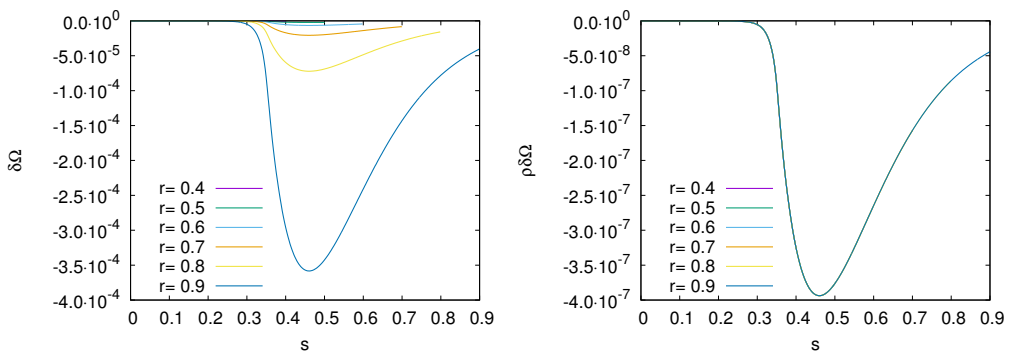 0.0·10⁰
-5.0·10⁻⁵
-1.0·10⁻⁴
-1.5·10⁻⁴
-2.0·10⁻⁴
-2.5·10⁻⁴
-3.0·10⁻⁴
-3.5·10⁻⁴
-4.0·10⁻⁴
δΩ
r= 0.4
r= 0.5
r= 0.6
r= 0.7
r= 0.8
r= 0.9
0 0.1 0.2 0.3 0.4 0.5 0.6 0.7 0.8 0.9
s
0.0·10⁰
-5.0·10⁻⁸
-1.0·10⁻⁷
-1.5·10⁻⁷
-2.0·10⁻⁷
-2.5·10⁻⁷
-3.0·10⁻⁷
-3.5·10⁻⁷
-4.0·10⁻⁷
ρδΩ
r= 0.4
r= 0.5
r= 0.6
r= 0.7
r= 0.8
r= 0.9
0 0.1 0.2 0.3 0.4 0.5 0.6 0.7 0.8 0.9
s